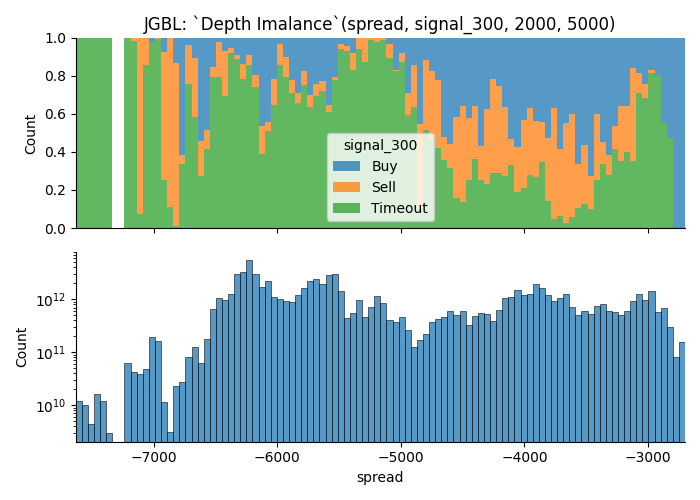 JGBL: `Depth Imalance`(spread, signal_300, 2000, 5000)
1.0
0.8
0.6
0.4
0.2
0.0
Count
signal_300
Buy
Sell
Timeout
10^12
10^11
10^10
Count
−7000 −6000 −5000 −4000 −3000
spread